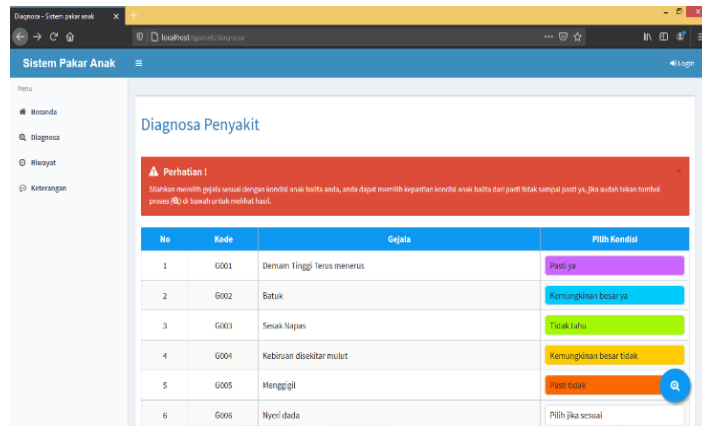 Diagnosa - Sistem pakar anak
localhost/spanak/diagnosa
Sistem Pakar Anak
Login
Menu
Beranda
Diagnosa
Riwayat
Keterangan
Diagnosa Penyakit
Perhatian !
Silahkan memilih gejala sesuai dengan kondisi anak balita anda, anda dapat memilih kepastian kondisi anak balita dari pasti tidak sampai pasti ya, jika sudah tekan tombol
proses ( ) di bawah untuk melihat hasil.
No Kode Gejala Pilih Kondisi
1 G001 Demam Tinggi Terus menerus Pasti ya
2 G002 Batuk Kemungkinan besar ya
3 G003 Sesak Napas Tidak tahu
4 G004 Kebiruan disekitar mulut Kemungkinan besar tidak
5 G005 Menggigil Pasti tidak
6 G006 Nyeri dada Pilih jika sesuai